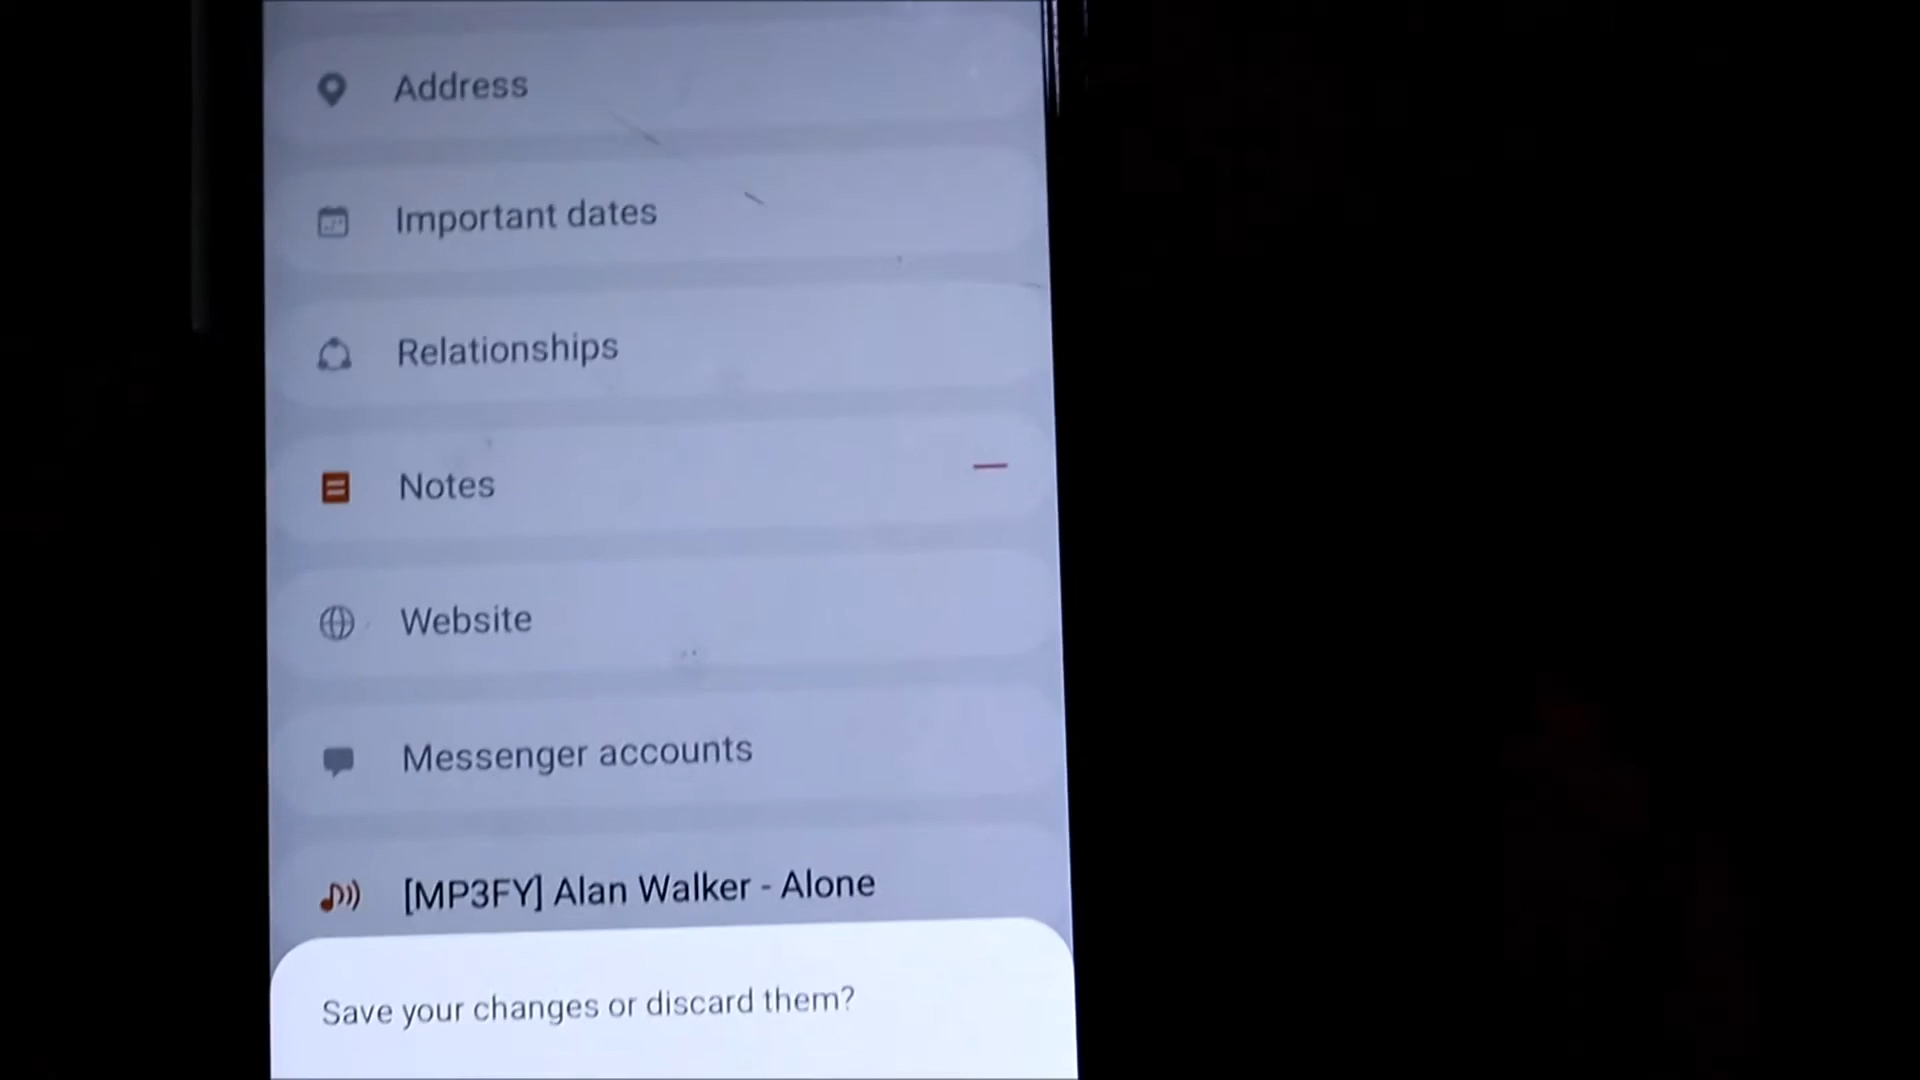 Address
Important dates
Relationships
Notes
Website
Messenger accounts
[MP3FY] Alan Walker - Alone
Save your changes or discard them?